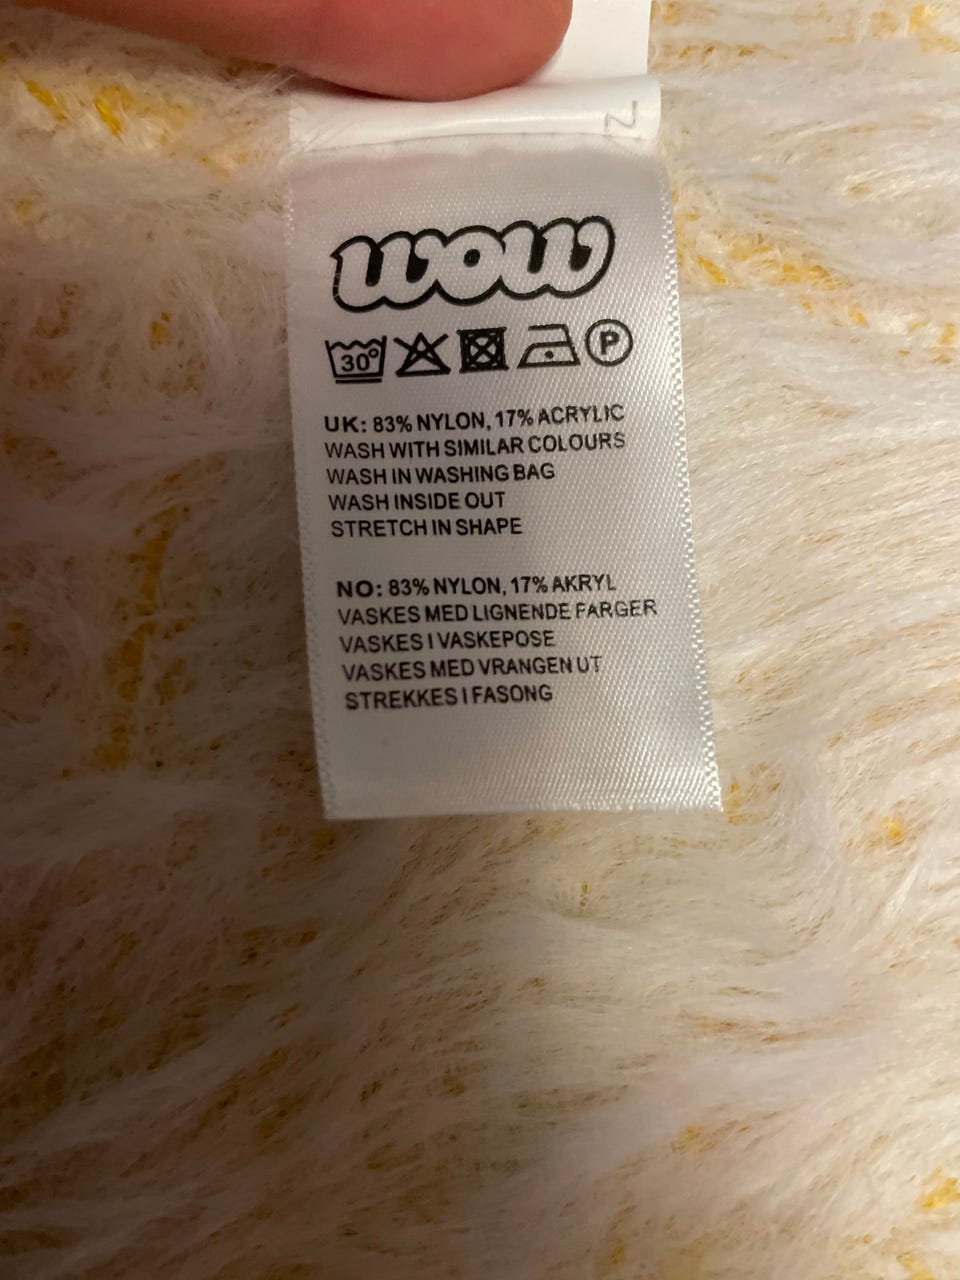 WOW
30°
P
UK: 83% NYLON, 17% ACRYLIC
WASH WITH SIMILAR COLOURS
WASH IN WASHING BAG
WASH INSIDE OUT
STRETCH IN SHAPE
NO: 83% NYLON, 17% AKRYL
VASKES MED LIGNENDE FARGER
VASKES I VASKEPOSE
VASKES MED VRANGEN UT
STREKKES I FASONG